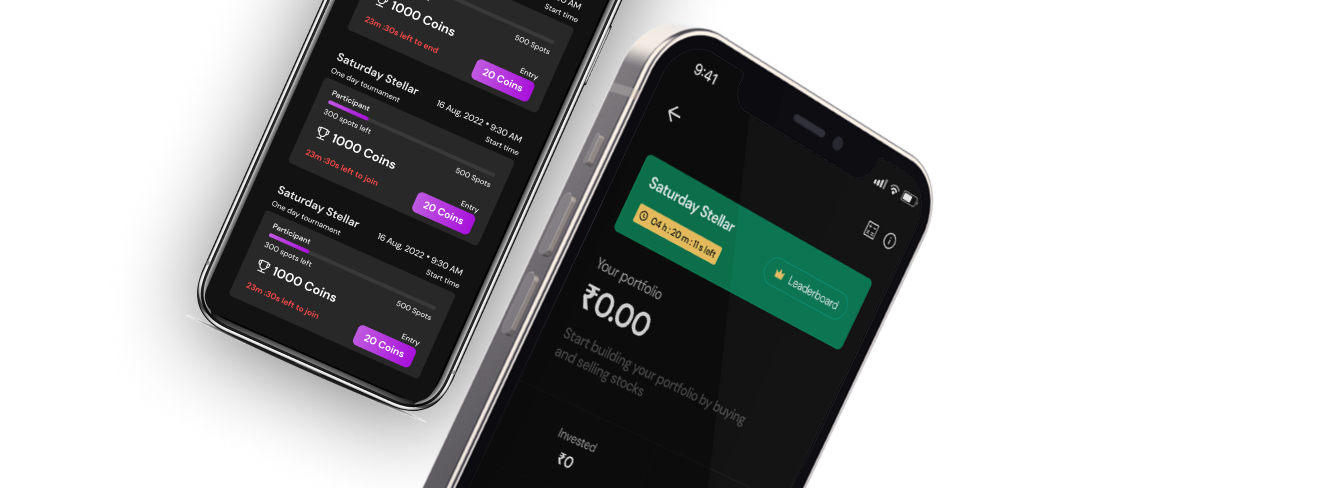 1000 Coins
500 Spots
23m :30s left to end
Entry
20 Coins
Start time
Saturday Stellar
One day tournament
16 Aug, 2022 • 9:30 AM
Start time
Participant
300 spots left
500 Spots
1000 Coins
23m :30s left to join
Entry
20 Coins
Saturday Stellar
One day tournament
16 Aug, 2022 • 9:30 AM
Start time
Participant
300 spots left
500 Spots
1000 Coins
23m :30s left to join
Entry
20 Coins
9:41
Saturday Stellar
04 h : 20 m : 11 s left
Leaderboard
Your portfolio
₹0.00
Start building your portfolio by buying
and selling stocks
Invested
₹0